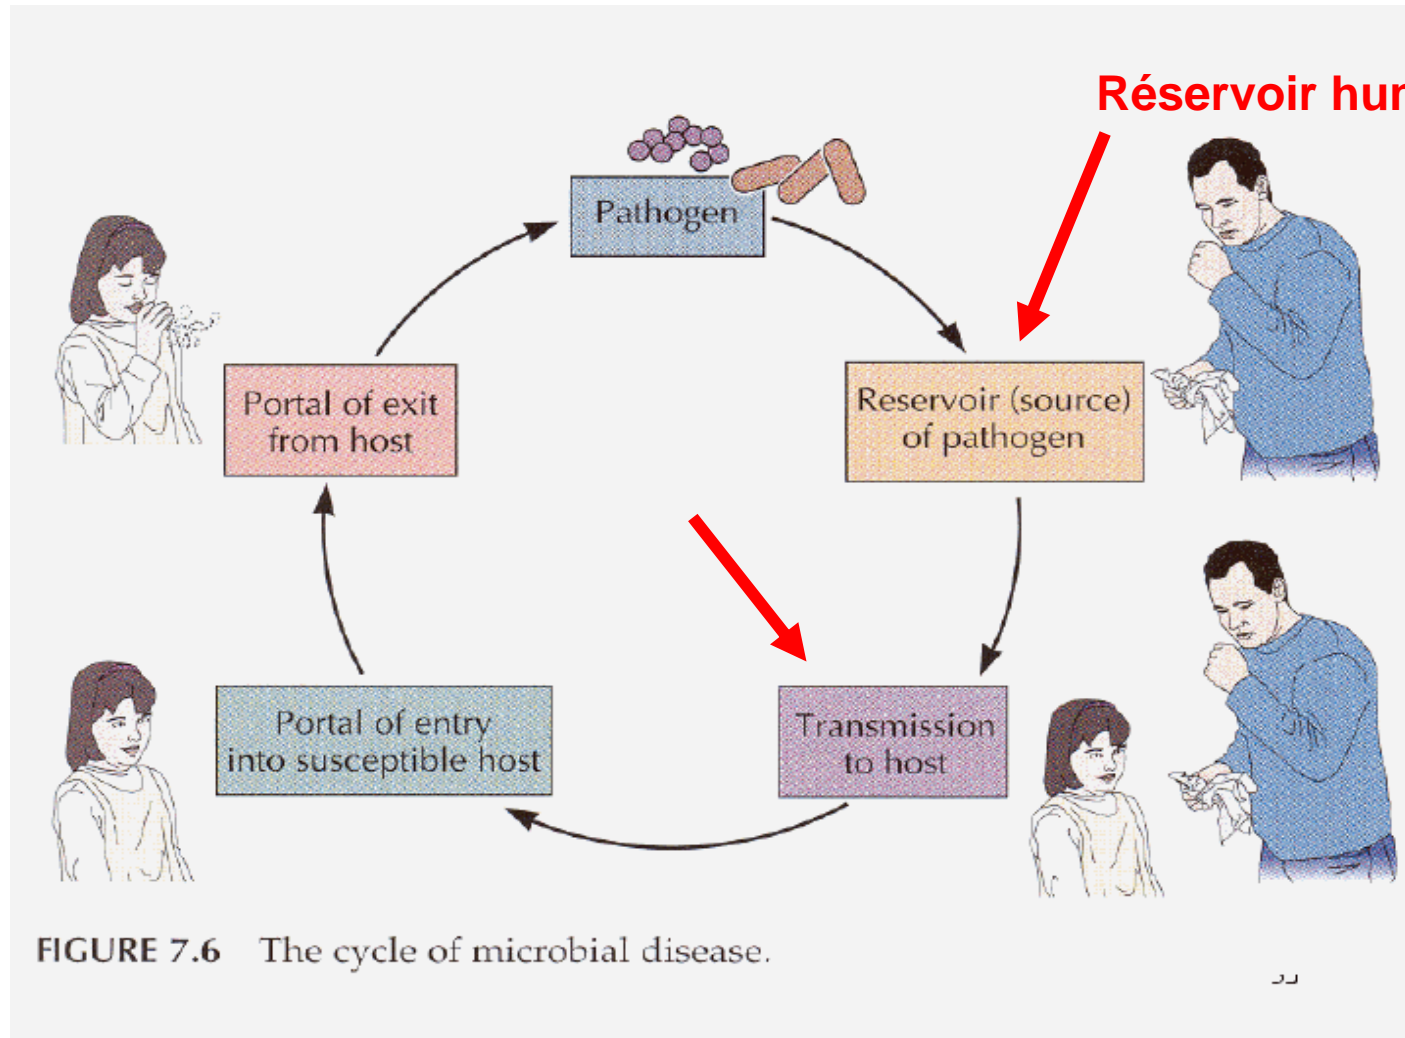 Réservoir
Pathogen
Portal of exit
from host
Reservoir (source)
of pathogen
Portal of entry
into susceptible host
Transmission
to host
FIGURE 7.6 The cycle of microbial disease.